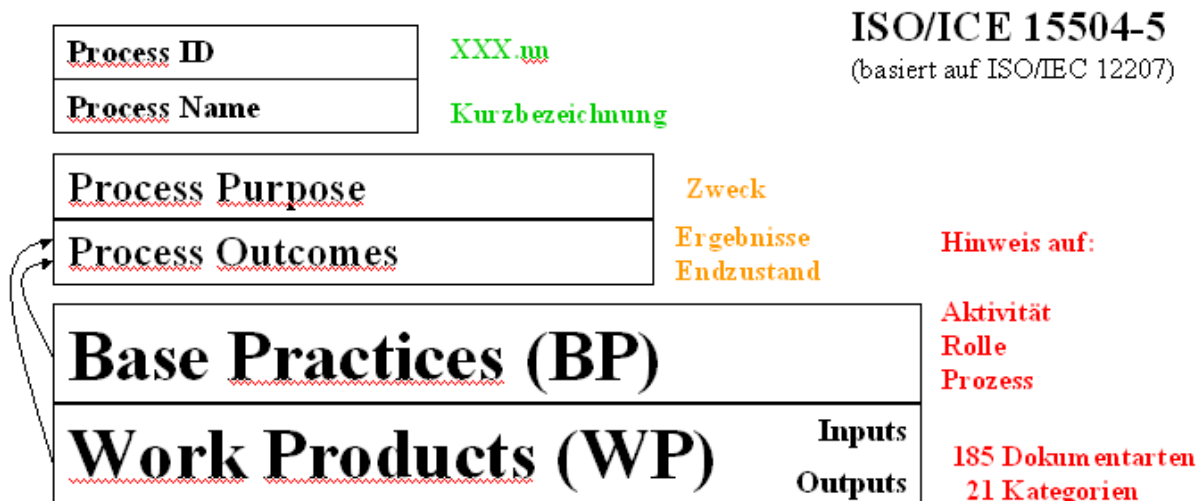 ISO/ICE 15504-5
(basiert auf ISO/IEC 12207)
Process ID
XXX.nn
Process Name
Kurzbezeichnung
Process Purpose
Zweck
Process Outcomes
Ergebnisse
Endzustand
Hinweis auf:
Base Practices (BP)
Aktivität
Rolle
Prozess
Work Products (WP)
Inputs
Outputs
185 Dokumentarten
21 Kategorien